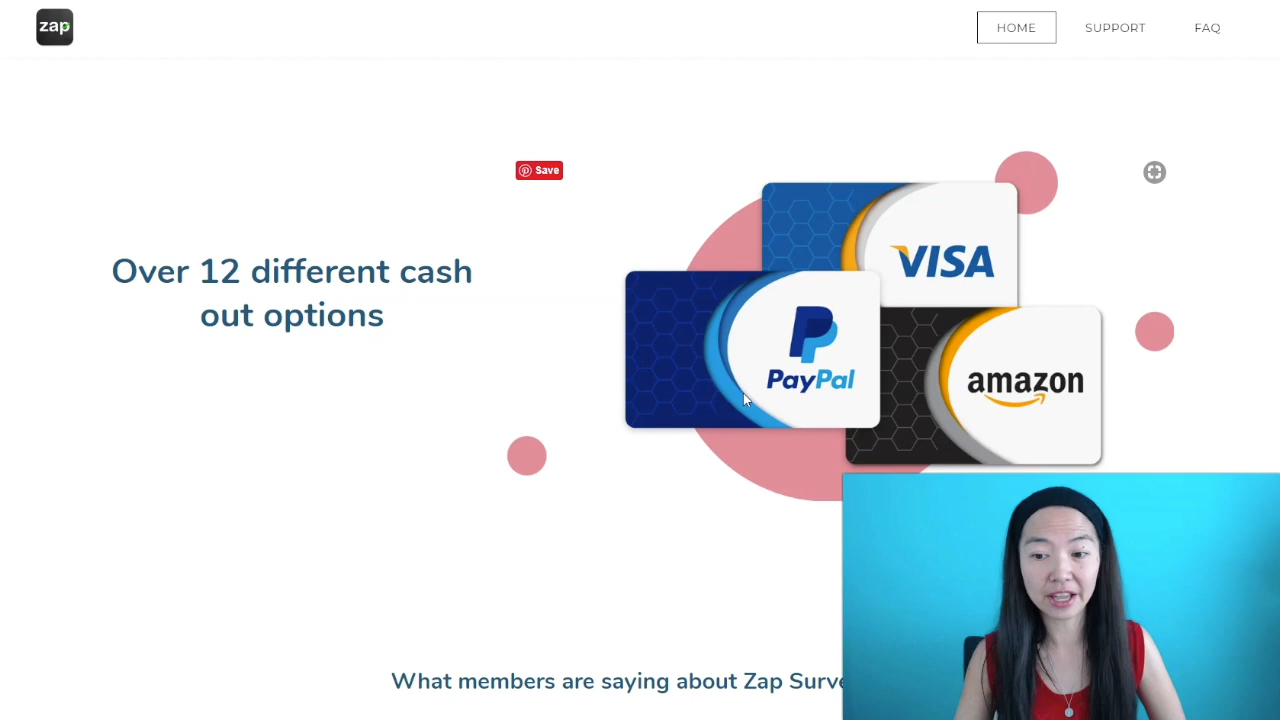 zap
HOME
SUPPORT
FAQ
Save
Over 12 different cash
out options
VISA
PayPal
amazon
What members are saying about Zap Surve